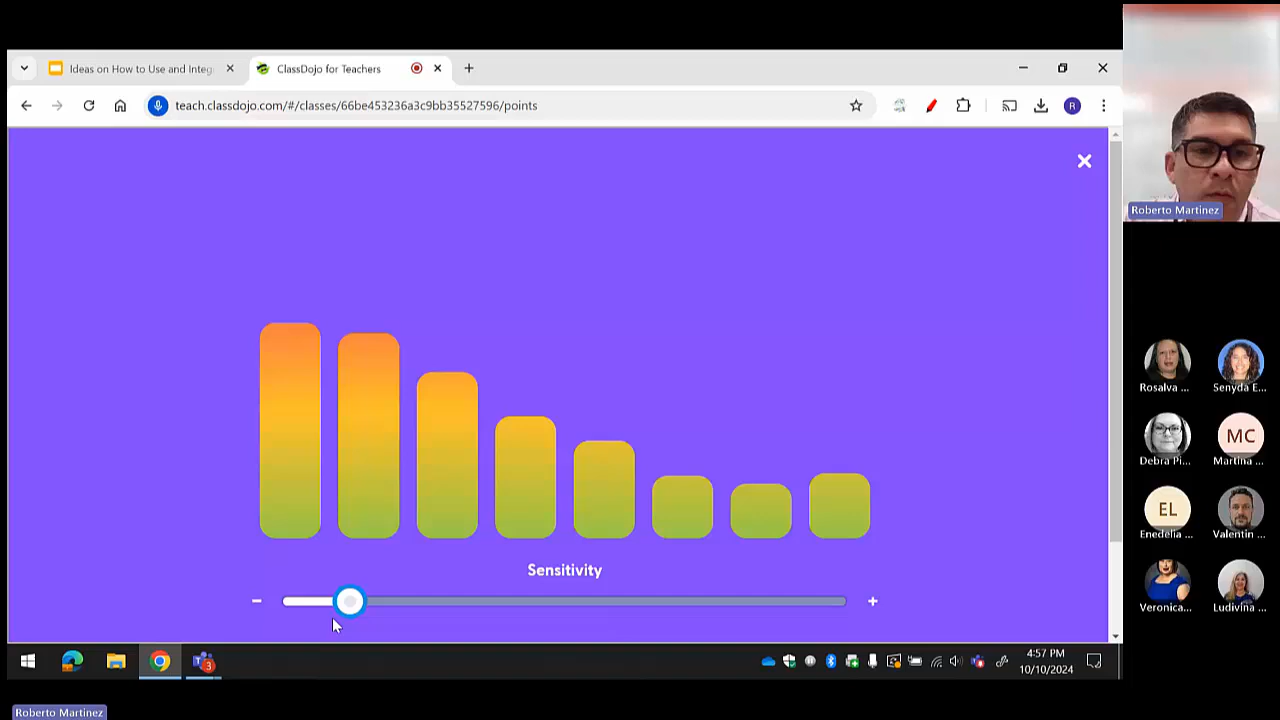 Ideas on How to Use and Integ
ClassDojo for Teachers
teach.classdojo.com/#/classes/66be453236a3c9bb35527596/points
R
Roberto Martinez
Rosalva ...
Senyda E...
MC
Debra Pi...
Martina ...
EL
Enedelia ...
Valentin ...
Veronica...
Ludivina ...
Sensitivity
3
4:57 PM
10/10/2024
Roberto Martinez